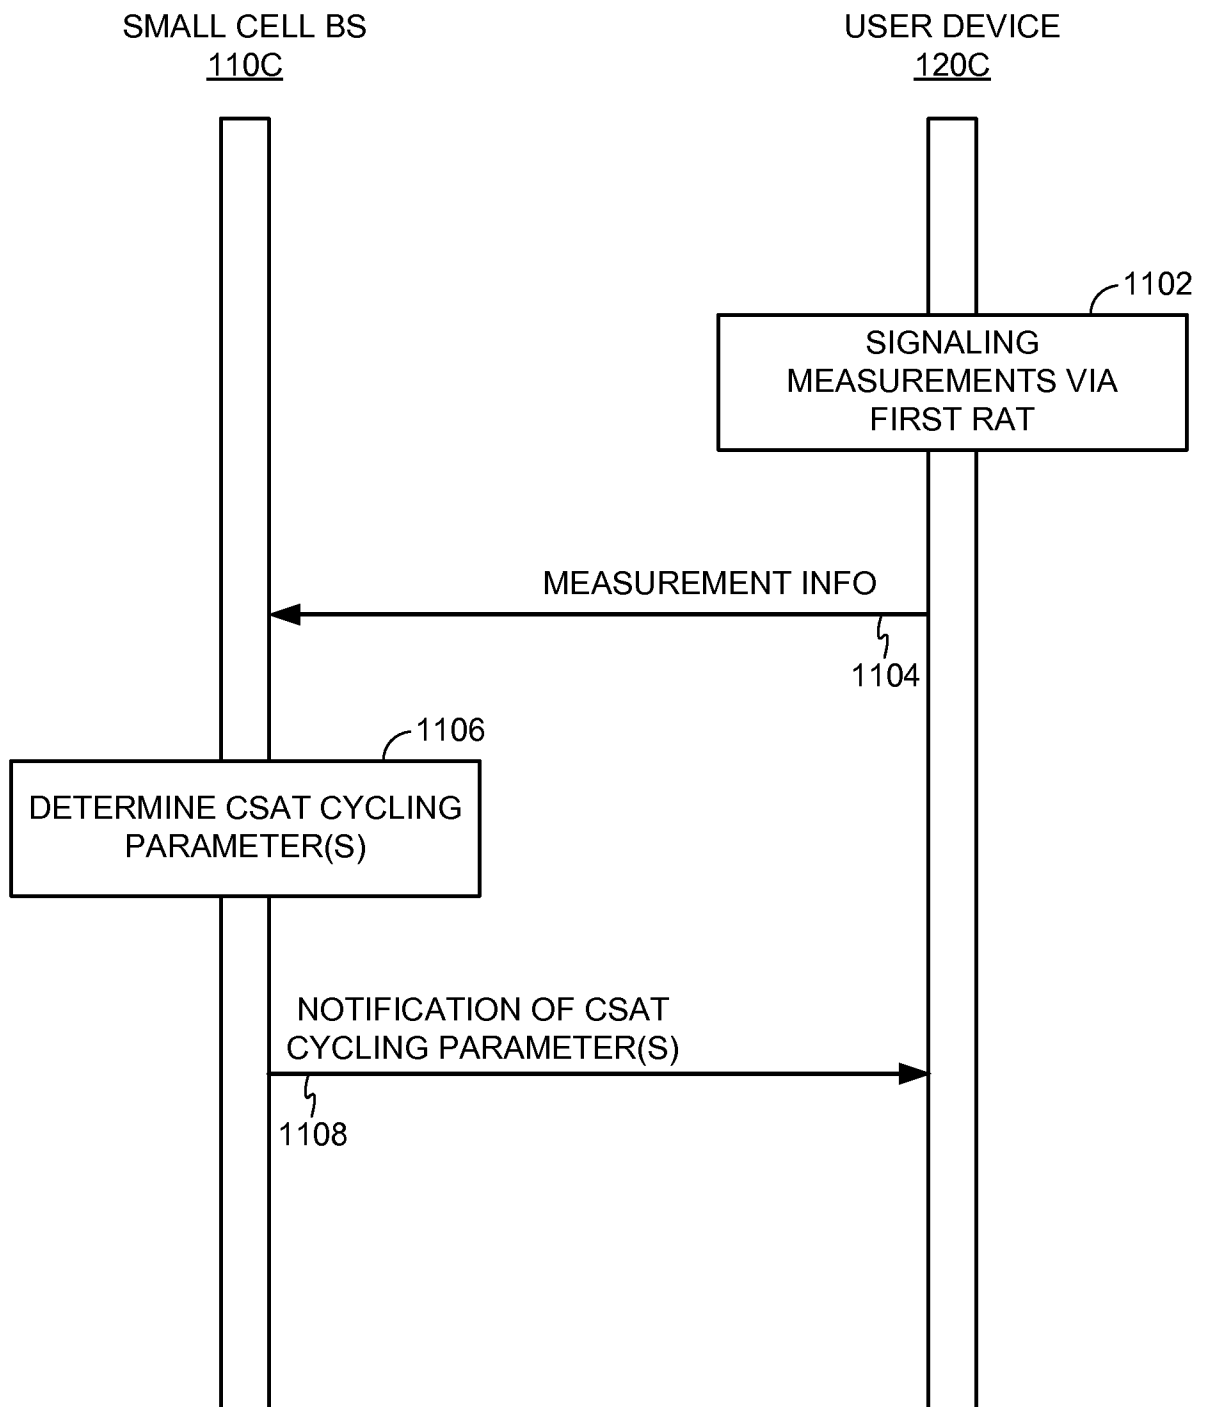 SMALL CELL BS
110C
USER DEVICE
120C
1102
SIGNALING
MEASUREMENTS VIA
FIRST RAT
MEASUREMENT INFO
1104
1106
DETERMINE CSAT CYCLING
PARAMETER(S)
NOTIFICATION OF CSAT
CYCLING PARAMETER(S)
1108